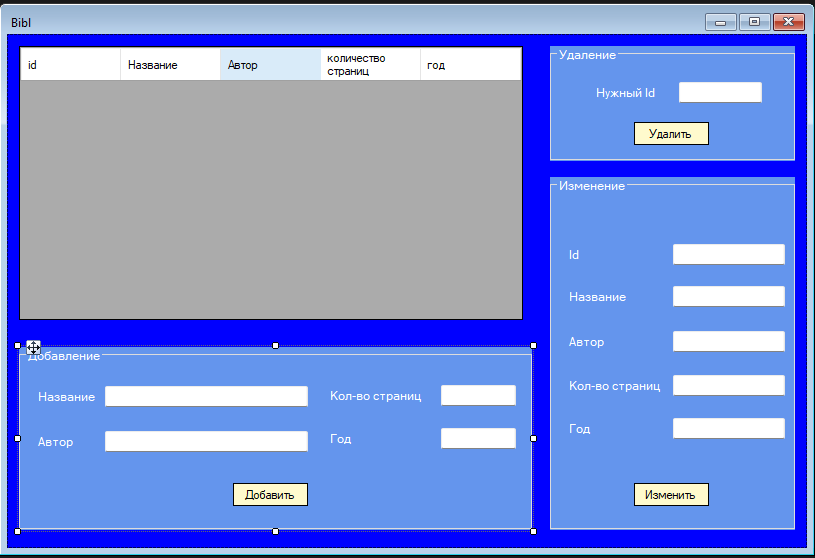 Bibl
id
Название
Автор
количество
страниц
год
Удаление
Нужный Id
Удалить
Изменение
Id
Название
Автор
Кол-во страниц
Год
Изменить
Добавление
Название
Кол-во страниц
Автор
Год
Добавить